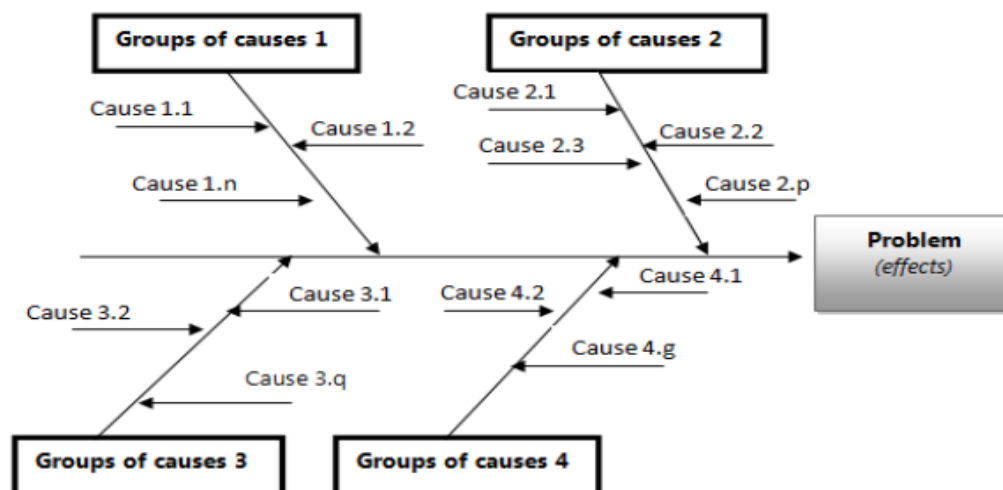 Groups of causes 1
Groups of causes 2
Cause 1.1
Cause 1.2
Cause 1.n
Cause 2.1
Cause 2.2
Cause 2.3
Cause 2.p
Problem
(effects)
Cause 3.1
Cause 3.2
Cause 3.q
Cause 4.1
Cause 4.2
Cause 4.g
Groups of causes 3
Groups of causes 4